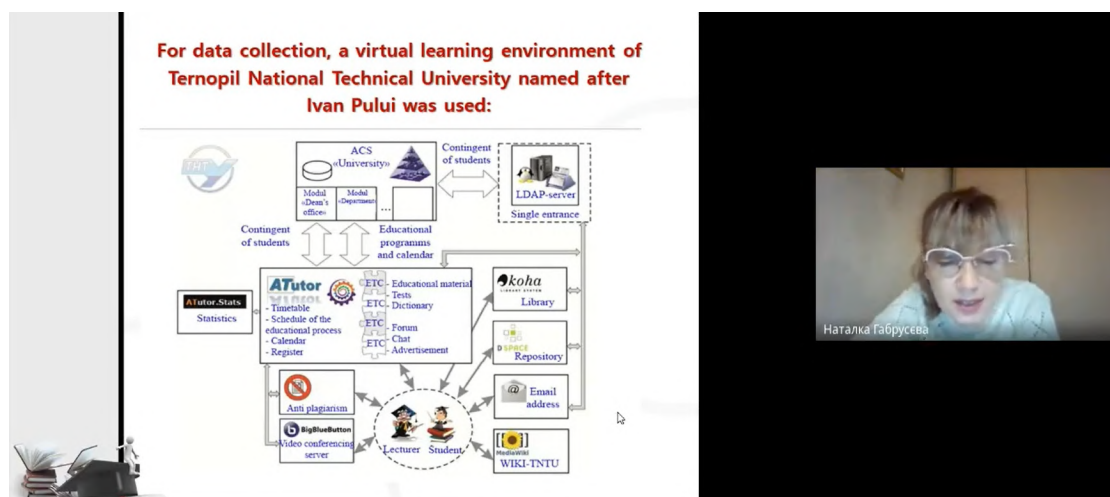 For data collection, a virtual learning environment of
Ternopil National Technical University named after
Ivan Pului was used:
ТНТУ
ACS
«University»
Modul
«Dean's
office»
Modul
«Department»
...
Contingent
of students
LDAP-server
Single entrance
Contingent
of students
Educational
programms
and calendar
ATutor.Stats
Statistics
ATutor
- Timetable
- Schedule of the
educational process
- Calendar
- Register
ETC
ETC
ETC
ETC
- Educational material
- Tests
- Dictionary
- Forum
- Chat
- Advertisement
koha
LIBRARY SYSTEM
Library
DSPACE
Repository
@
Email
address
Anti plagiarism
b BigBlueButton
Video conferencing
server
Lecturer
Student
[[ ]]
MediaWiki
WIKI-TNTU
Наталка Габрусєва